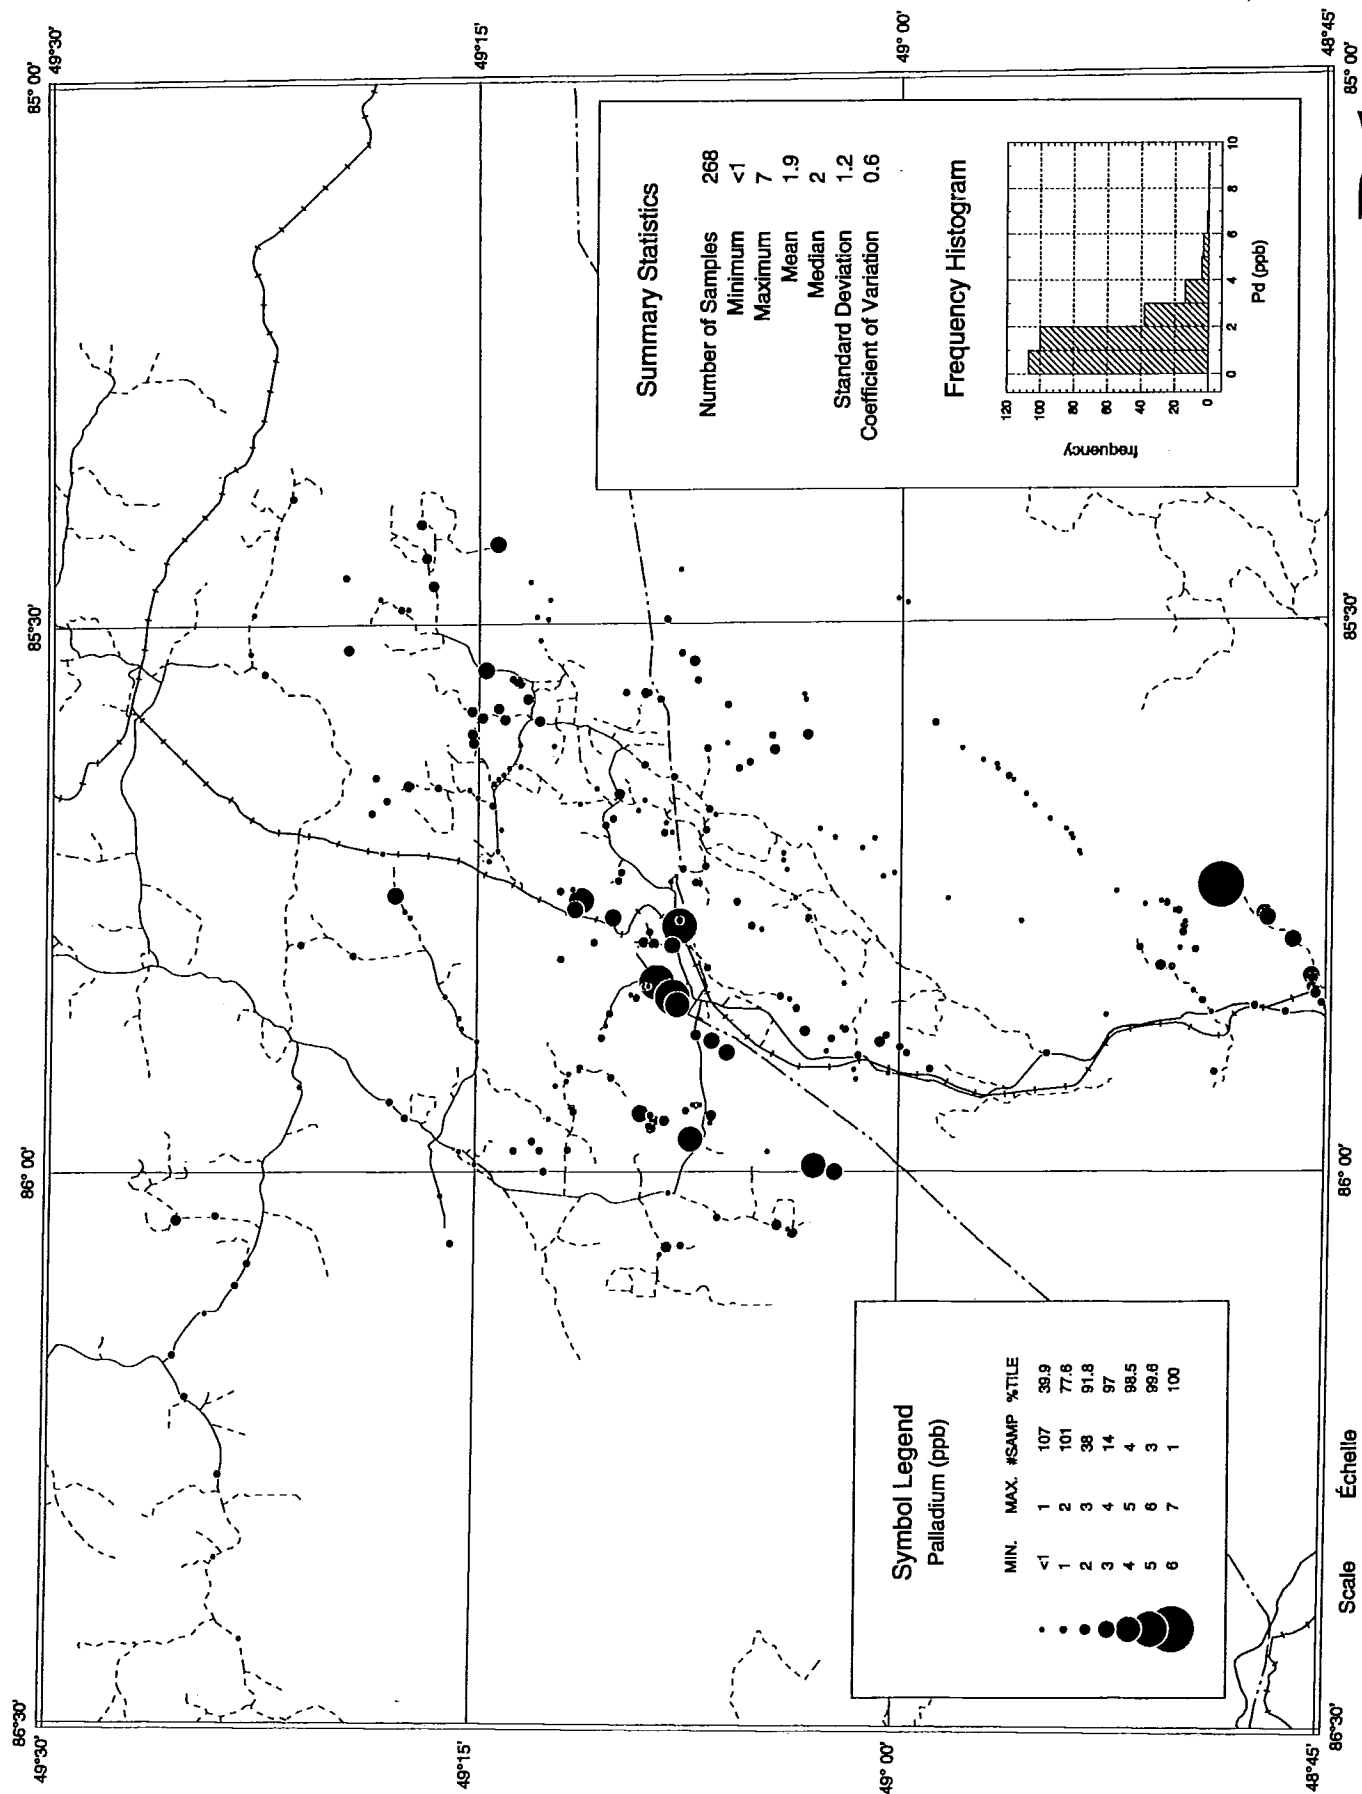 86°30'
86° 00'
85°30'
85° 00'
49°30'
49°30'
49°15'
49°15'
49° 00'
49° 00'
48°45'
48°45'
86°30'
86° 00'
85°30'
85° 00'
Symbol Legend
Palladium (ppb)
MIN. MAX. #SAMP %TILE
<1 1 107 39.9
1 2 101 77.6
2 3 38 91.8
3 4 14 97
4 5 4 98.5
5 6 3 99.6
6 7 1 100
Summary Statistics
Number of Samples 268
Minimum <1
Maximum 7
Mean 1.9
Median 2
Standard Deviation 1.2
Coefficient of Variation 0.6
Frequency Histogram
frequency
120
100
80
60
40
20
0
0 2 4 6 8 10
Pd (ppb)
Scale Échelle